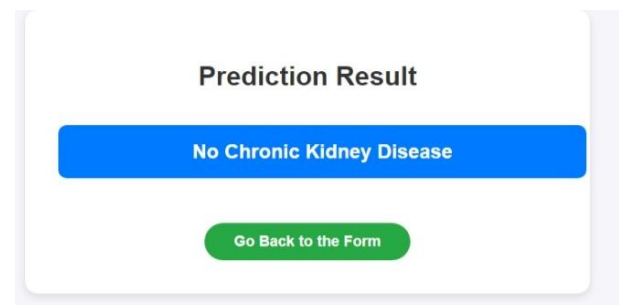 Prediction Result
No Chronic Kidney Disease
Go Back to the Form